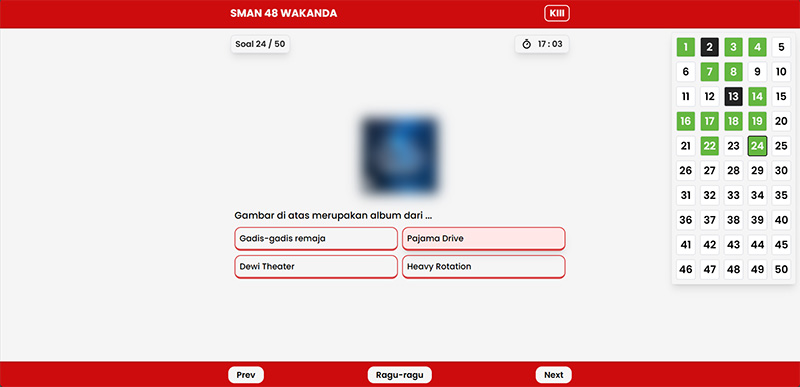 SMAN 48 WAKANDA
Kill
Soal 24 / 50
17 : 03
1 2 3 4 5
6 7 8 9 10
11 12 13 14 15
16 17 18 19 20
21 22 23 24 25
26 27 28 29 30
31 32 33 34 35
36 37 38 39 40
41 42 43 44 45
46 47 48 49 50
Gambar di atas merupakan album dari ...
Gadis-gadis remaja
Pajama Drive
Dewi Theater
Heavy Rotation
Prev
Ragu-ragu
Next